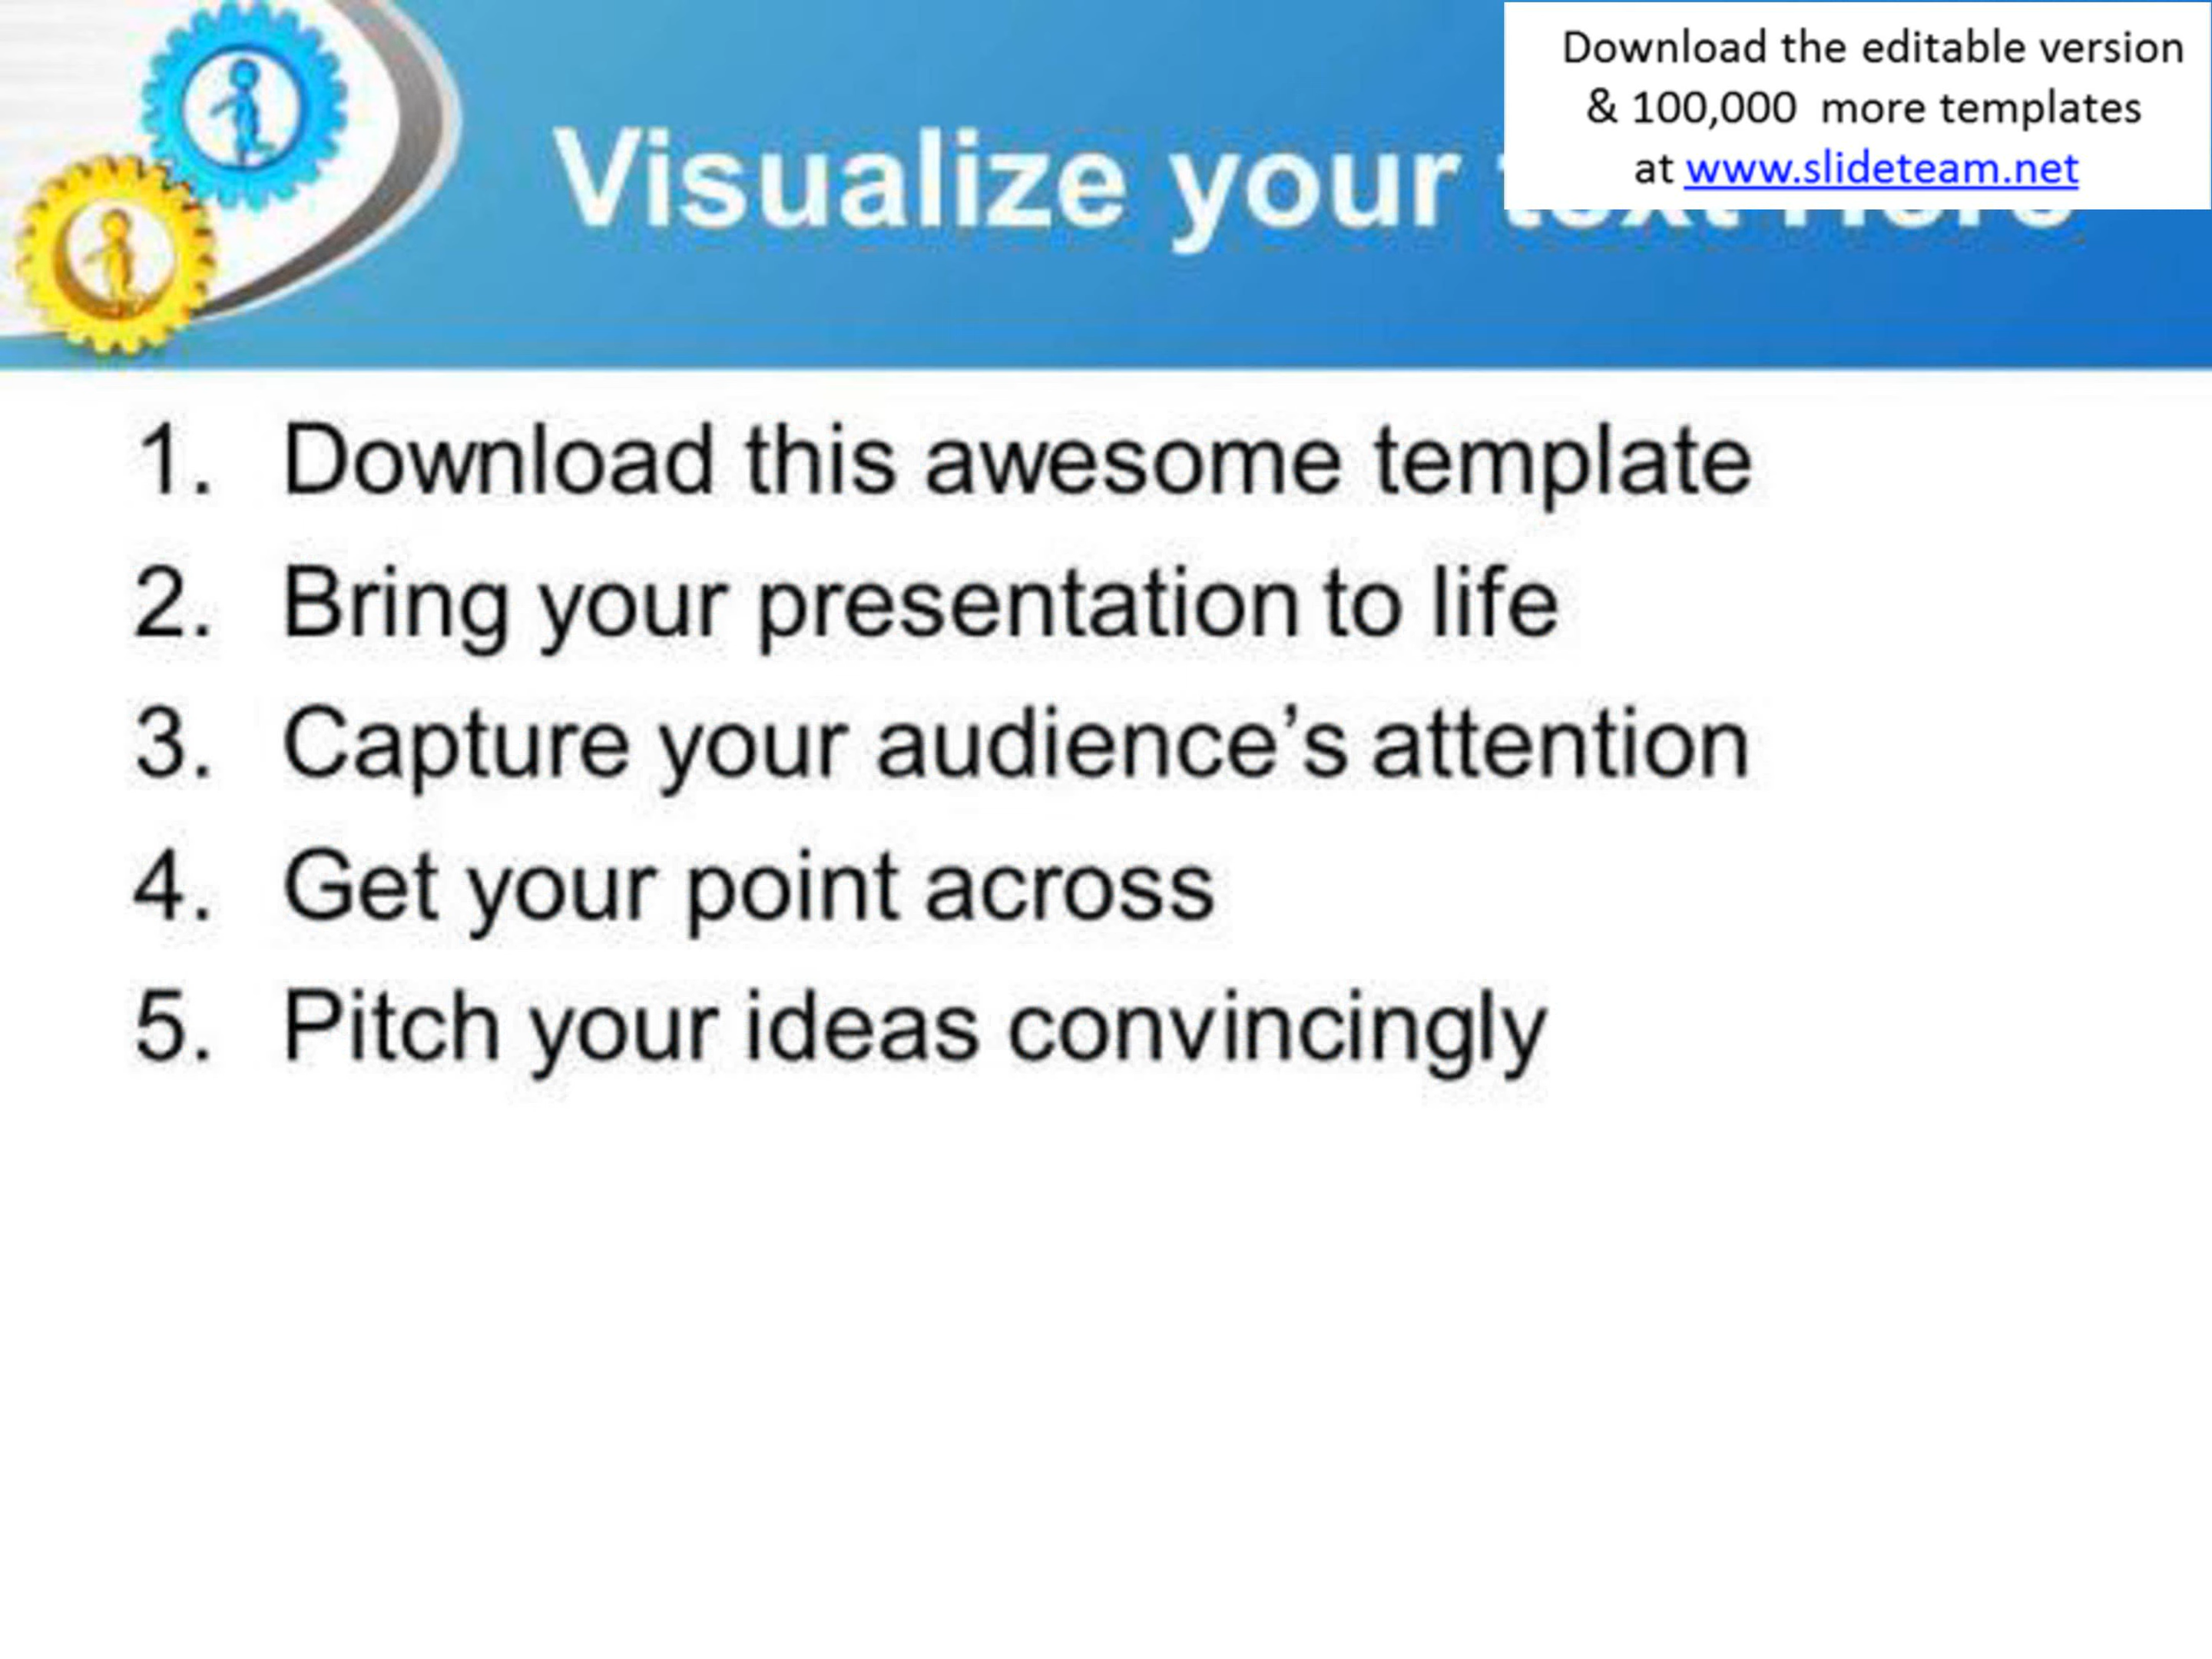 Download the editable version
& 100,000 more templates
at www.slideteam.net
Visualize your
1. Download this awesome template
2. Bring your presentation to life
3. Capture your audience’s attention
4. Get your point across
5. Pitch your ideas convincingly